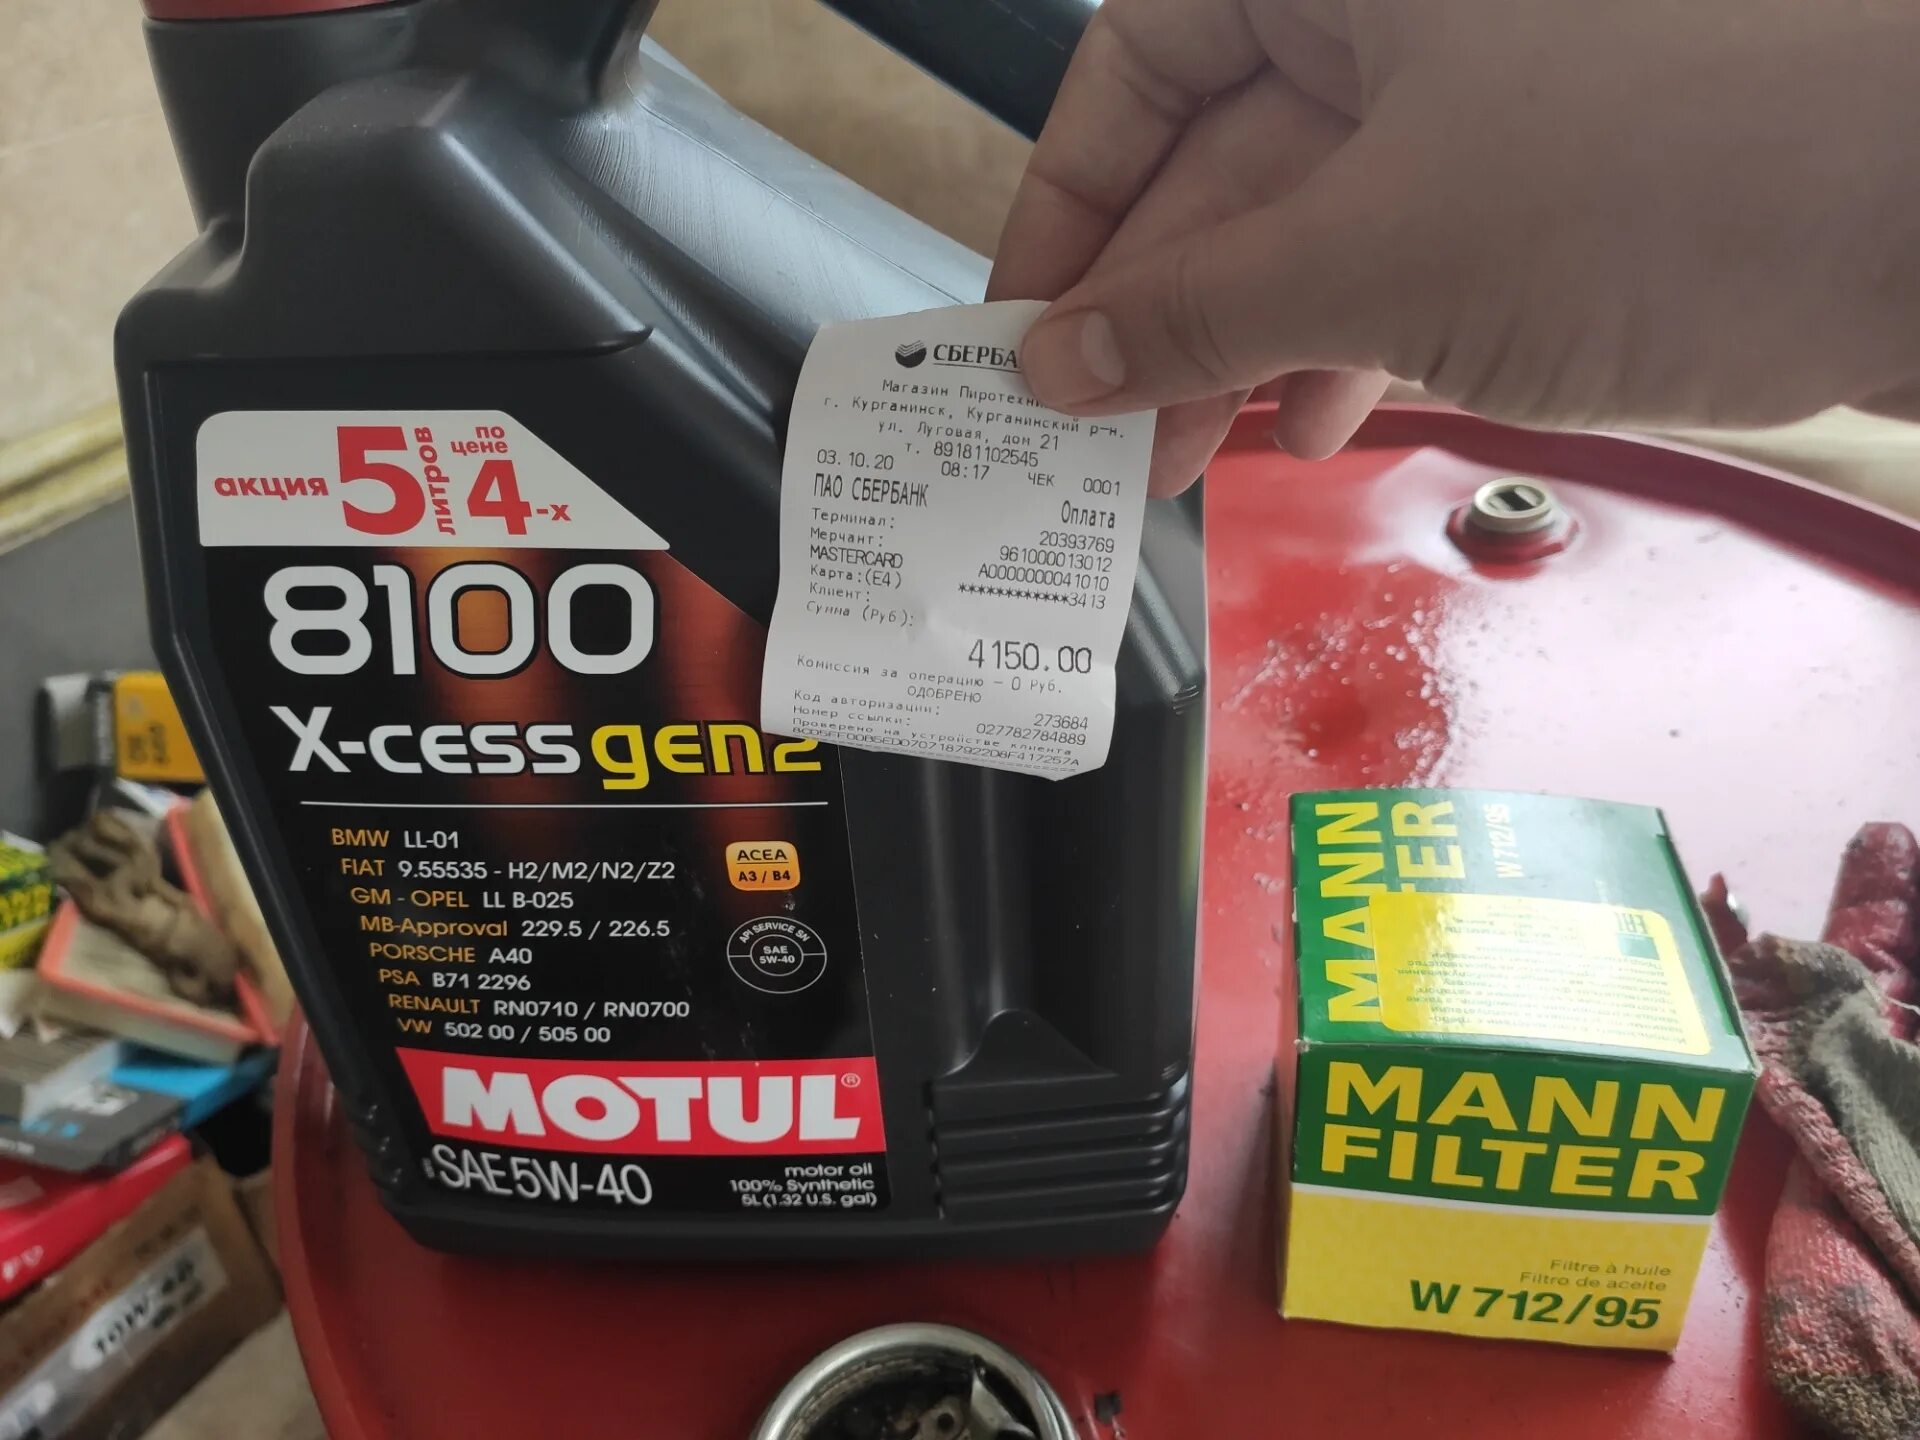 акция 5 литров по цене 4-х
8100
X-cess gen2
BMW LL-01
FIAT 9.55535 - H2/M2/N2/Z2
GM - OPEL LL B-025
MB-Approval 229.5 / 226.5
PORSCHE A40
PSA B71 2296
RENAULT RN0710 / RN0700
VW 502 00 / 505 00
ACEA
A3 / B4
API SERVICE SN
SAE
5W-40
MOTUL®
SAE 5W-40
motor oil
100% Synthetic
5L (1.32 U.S. gal)
СБЕРБА
Магазин
г. Курганинск, Курганинский р-н.
ул. Луговая, дом 21
т. 89181102545
03.10.20 08:17 ЧЕК 0001
ПАО СБЕРБАНК Оплата
Терминал: 20393769
Мерчант: 961000013012
MASTERCARD A0000000041010
Карта:(E4) ************3413
Клиент:
Сумма (Руб):
4150.00
Комиссия за операцию – 0 Руб.
ОДОБРЕНО
Код авторизации: 273684
Номер ссылки: 027782784889
Проверено на устройстве клиента
MANN
TER
W 712/95
MANN
FILTER
Filtre à huile
Filtro de aceite
W 712/95
10W-40